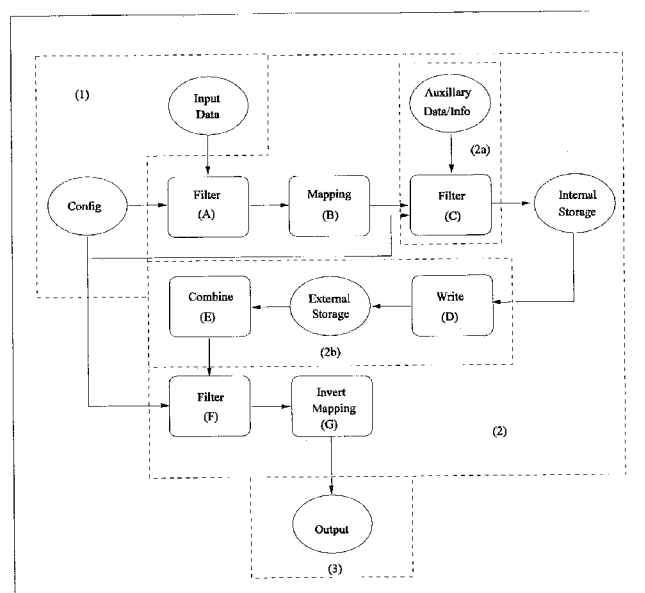 (1)
Input
Data
Auxillary
Data/Info
(2a)
Config
Filter
(A)
Mapping
(B)
Filter
(C)
Internal
Storage
Combine
(E)
External
Storage
Write
(D)
(2b)
Filter
(F)
Invert
Mapping
(G)
(2)
Output
(3)